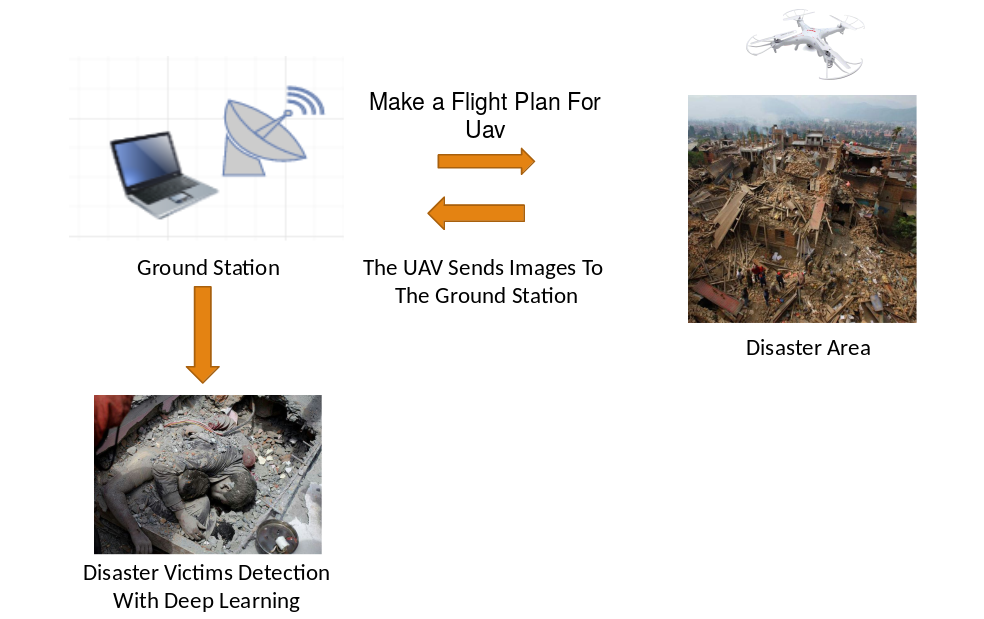 Make a Flight Plan For
Uav
Ground Station
The UAV Sends Images To
The Ground Station
Disaster Area
Disaster Victims Detection
With Deep Learning